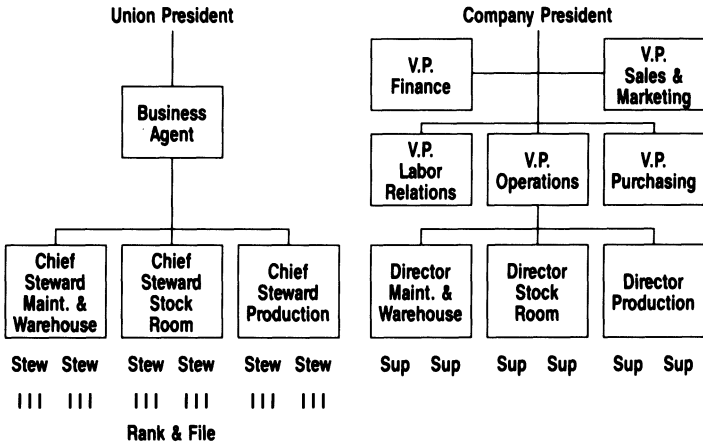 Union President
Business
Agent
Chief
Steward
Maint. &
Warehouse
Chief
Steward
Stock
Room
Chief
Steward
Production
Stew Stew Stew Stew Stew Stew
Rank & File
Company President
V.P.
Finance
V.P.
Sales &
Marketing
V.P.
Labor
Relations
V.P.
Operations
V.P.
Purchasing
Director
Maint. &
Warehouse
Director
Stock
Room
Director
Production
Sup Sup Sup Sup Sup Sup